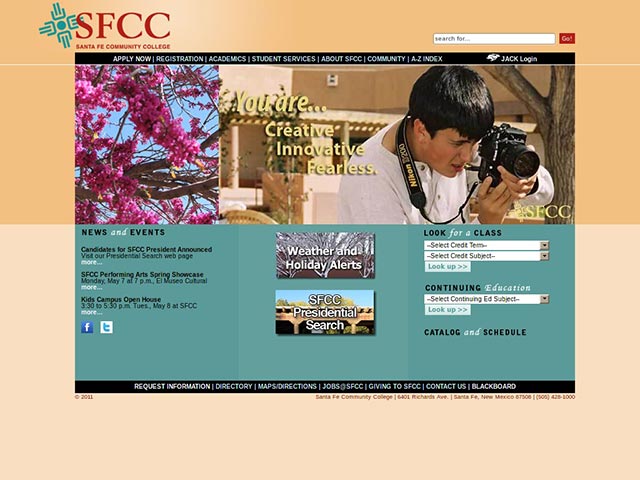 SFCC
SANTA FE COMMUNITY COLLEGE
search for...
Go!
APPLY NOW | REGISTRATION | ACADEMICS | STUDENT SERVICES | ABOUT SFCC | COMMUNITY | A-Z INDEX
JACK Login
You are...
Creative
Innovative
Fearless.
Nikon
SFCC
NEWS and EVENTS
Candidates for SFCC President Announced
Visit our Presidential Search web page
more...
SFCC Performing Arts Spring Showcase
Monday, May 7 at 7 p.m., El Museo Cultural
more...
Kids Campus Open House
3:30 to 5:30 p.m. Tues., May 8 at SFCC
more...
Weather and
Holiday Alerts
SFCC
Presidential
Search
LOOK for a CLASS
--Select Credit Term--
--Select Credit Subject--
Look up >>
CONTINUING Education
--Select Continuing Ed Subject--
Look up >>
CATALOG and SCHEDULE
REQUEST INFORMATION | DIRECTORY | MAPS/DIRECTIONS | JOBS@SFCC | GIVING TO SFCC | CONTACT US | BLACKBOARD
© 2011
Santa Fe Community College | 6401 Richards Ave. | Santa Fe, New Mexico 87508 | (505) 428-1000